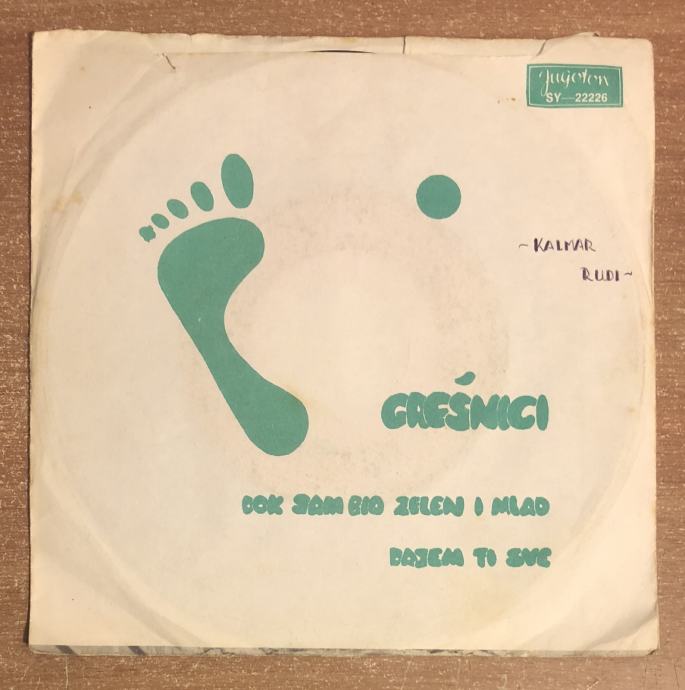 Jugoton
SY—22226
~KALMAR
RUDI~
GREŠNICI
DOK SAM BIO ZELEN I MLAD
DAJEM TI SVE